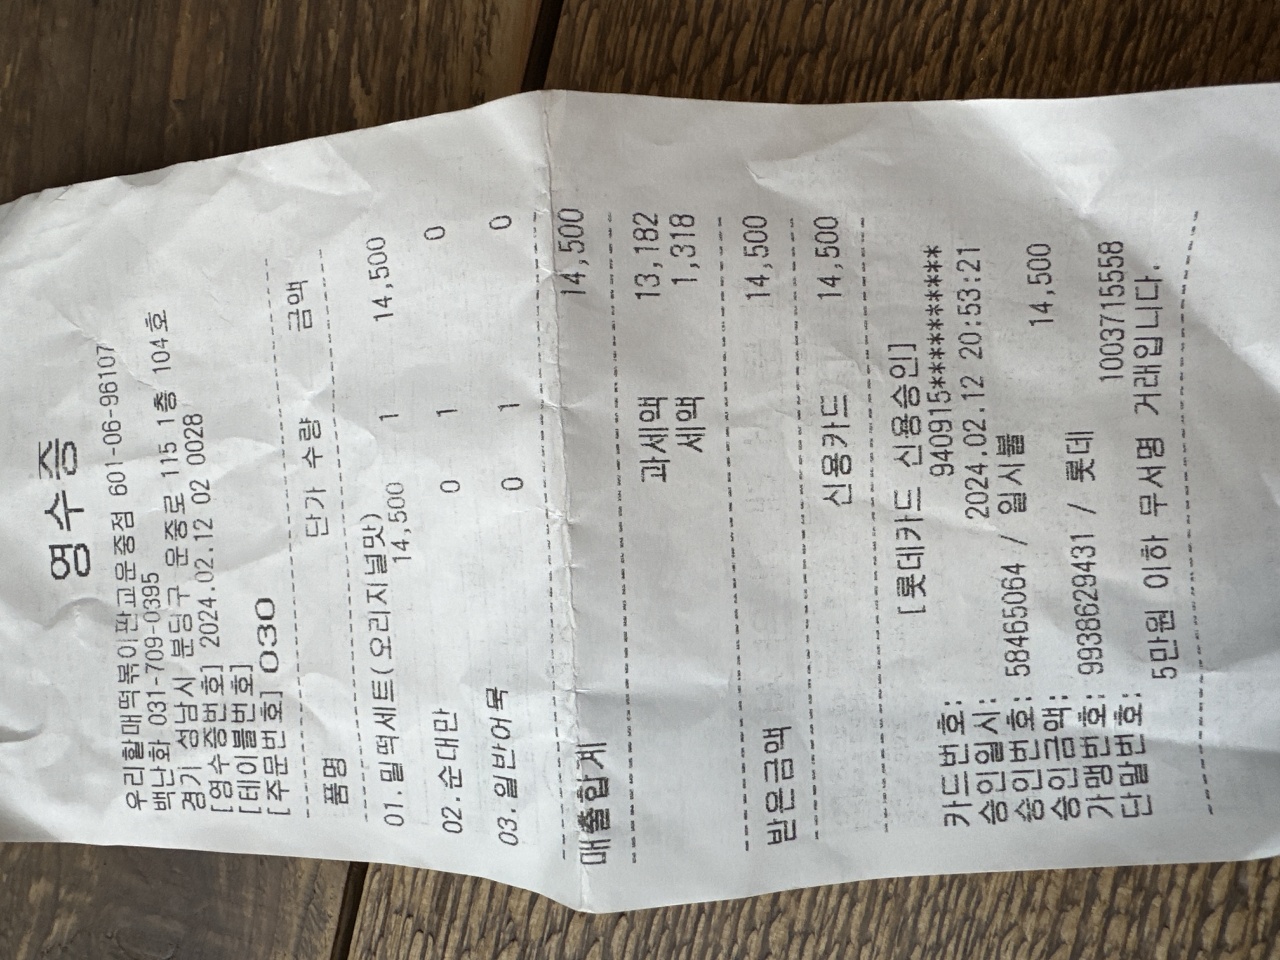 영수증
우리할매떡볶이판교운중점 601-06-96107
백난화 031-709-0395
경기 성남시 분당구 운중로 115 1층 104호
[영수증번호] 2024.02.12 02 0028
[테이블번호]
[주문번호] 030
품명 단가 수량 금액
01.밀떡세트(오리지널맛)
14,500 1 14,500
02.순대만 0 1 0
03.일반어묵 0 1 0
매출합계 14,500
과세액 13,182
세액 1,318
받은금액 14,500
신용카드 14,500
[롯데카드 신용승인]
카드번호: 940915**********
승인일시: 2024.02.12 20:53:21
승인번호: 58465064 / 일시불
승인금액: 14,500
가맹번호: 9938629431 / 롯데
단말번호: 1003715558
5만원 이하 무서명 거래입니다.